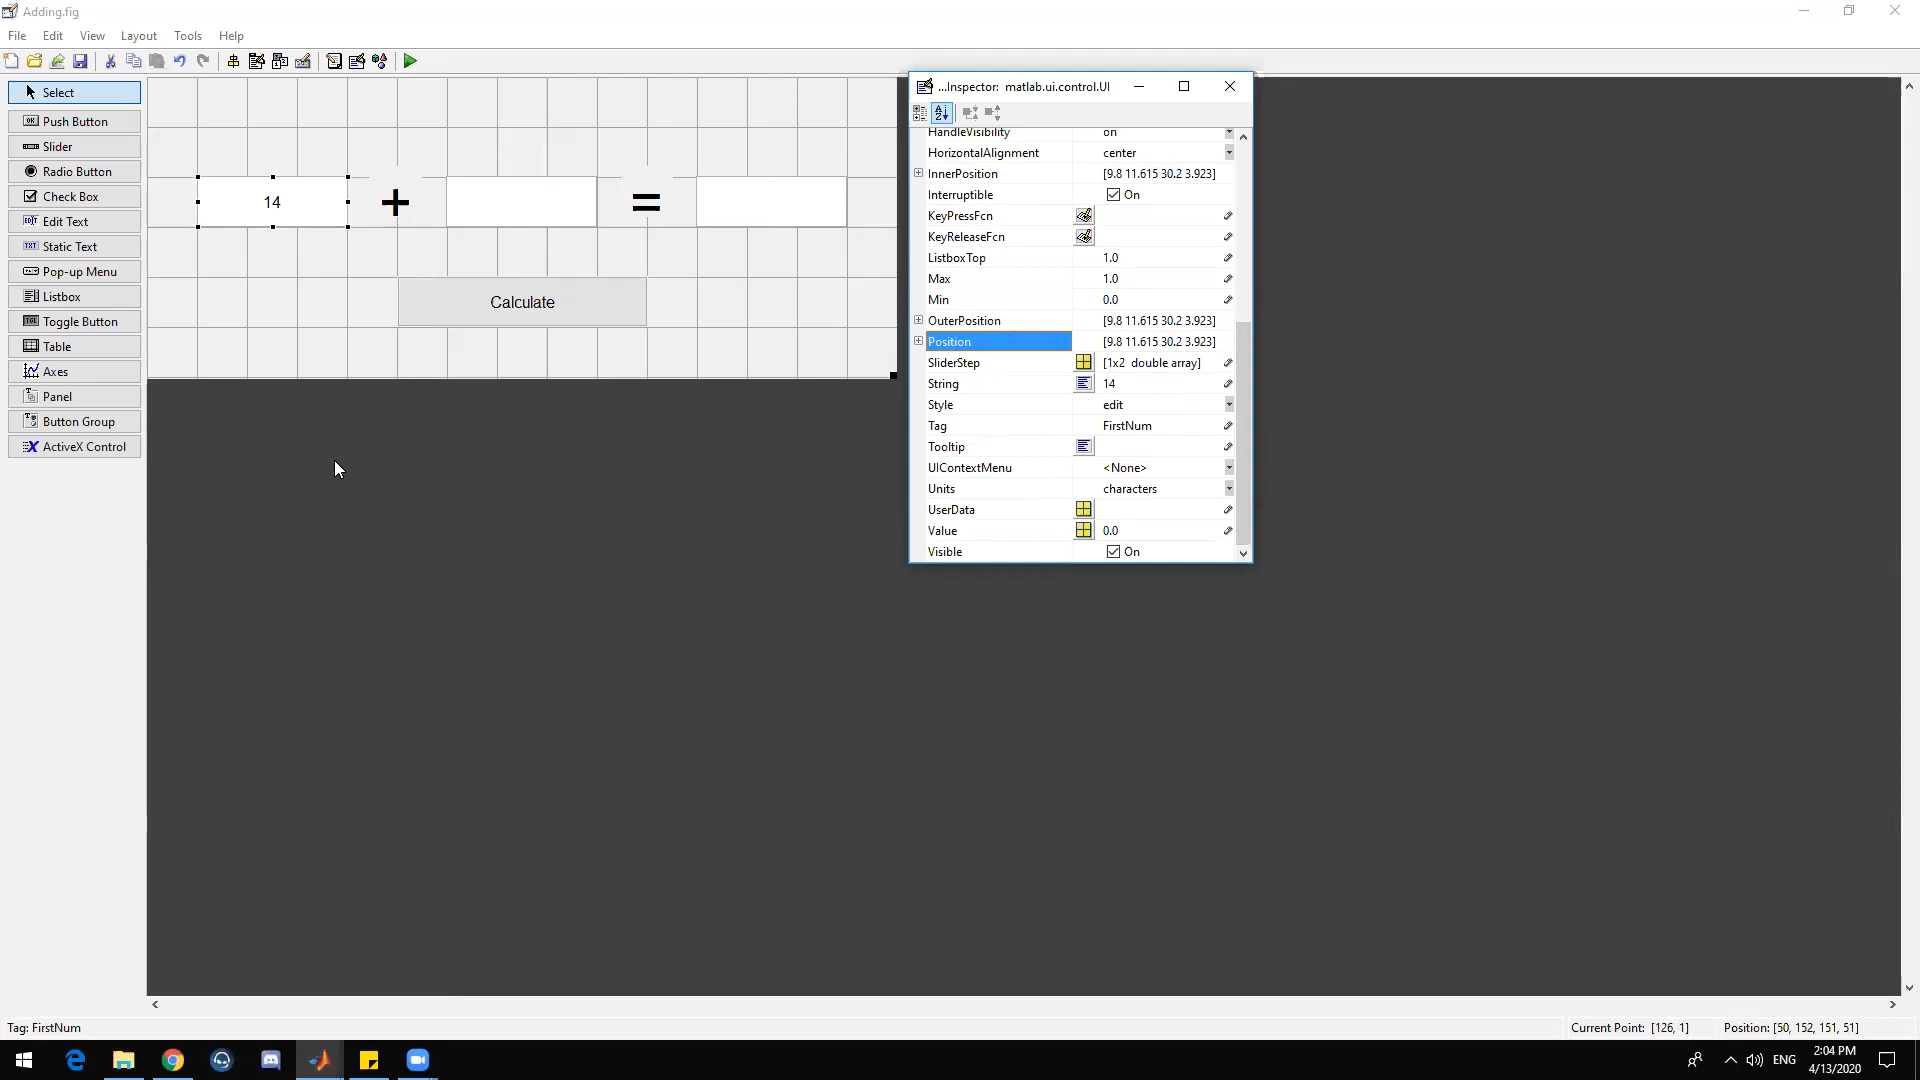 Adding.fig
File Edit View Layout Tools Help
Select
Push Button
Slider
Radio Button
Check Box
Edit Text
Static Text
Pop-up Menu
Listbox
Toggle Button
Table
Axes
Panel
Button Group
ActiveX Control
14 + =
Calculate
...Inspector: matlab.ui.control.UI
HandleVisibility on
HorizontalAlignment center
InnerPosition [9.8 11.615 30.2 3.923]
Interruptible On
KeyPressFcn
KeyReleaseFcn
ListboxTop 1.0
Max 1.0
Min 0.0
OuterPosition [9.8 11.615 30.2 3.923]
Position [9.8 11.615 30.2 3.923]
SliderStep [1x2 double array]
String 14
Style edit
Tag FirstNum
Tooltip
UIContextMenu <None>
Units characters
UserData
Value 0.0
Visible On
Tag: FirstNum
Current Point: [126, 1] Position: [50, 152, 151, 51]
ENG
2:04 PM
4/13/2020